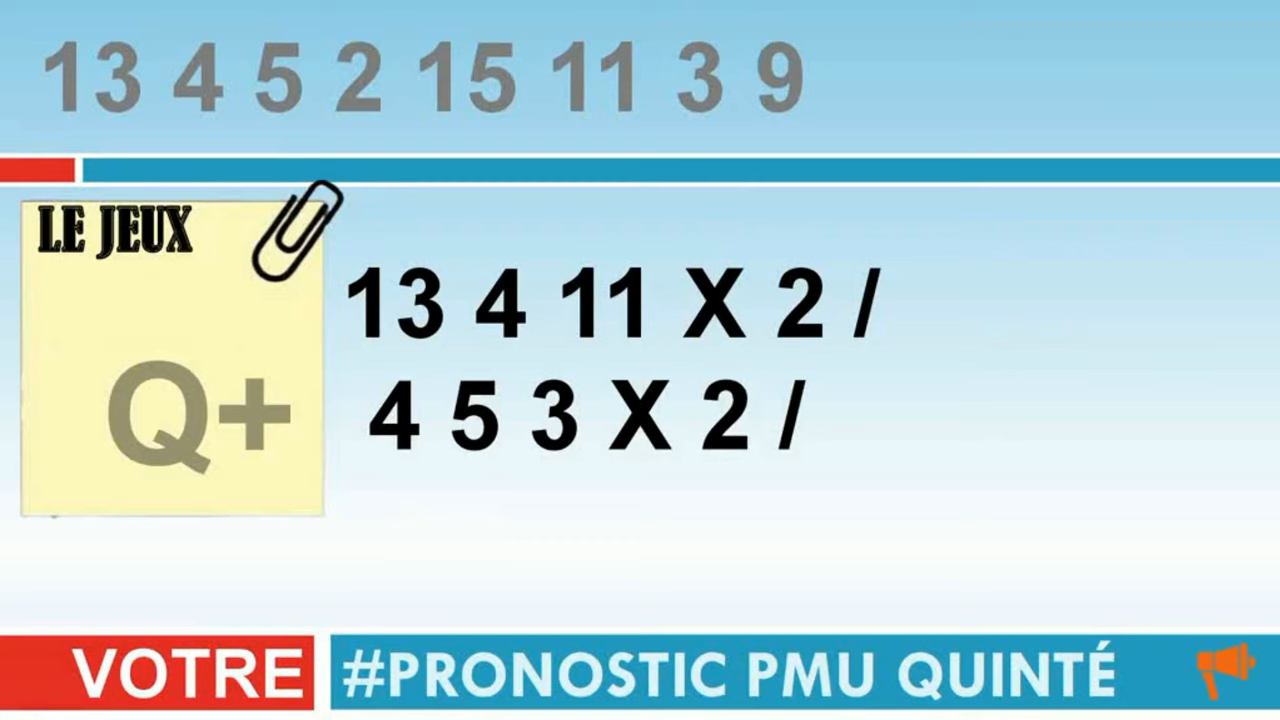 13 4 5 2 15 11 3 9
LE JEUX
Q+
13 4 11 X 2 /
4 5 3 X 2 /
VOTRE #PRONOSTIC PMU QUINTÉ